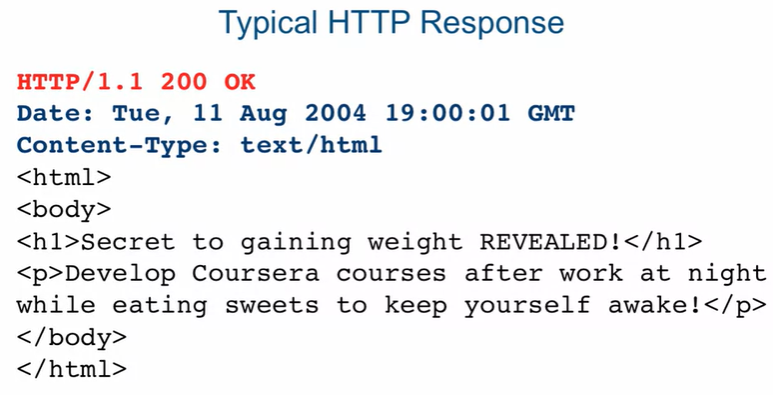 Typical HTTP Response
HTTP/1.1 200 OK
Date: Tue, 11 Aug 2004 19:00:01 GMT
Content-Type: text/html
<html>
<body>
<h1>Secret to gaining weight REVEALED!</h1>
<p>Develop Coursera courses after work at night
while eating sweets to keep yourself awake!</p>
</body>
</html>